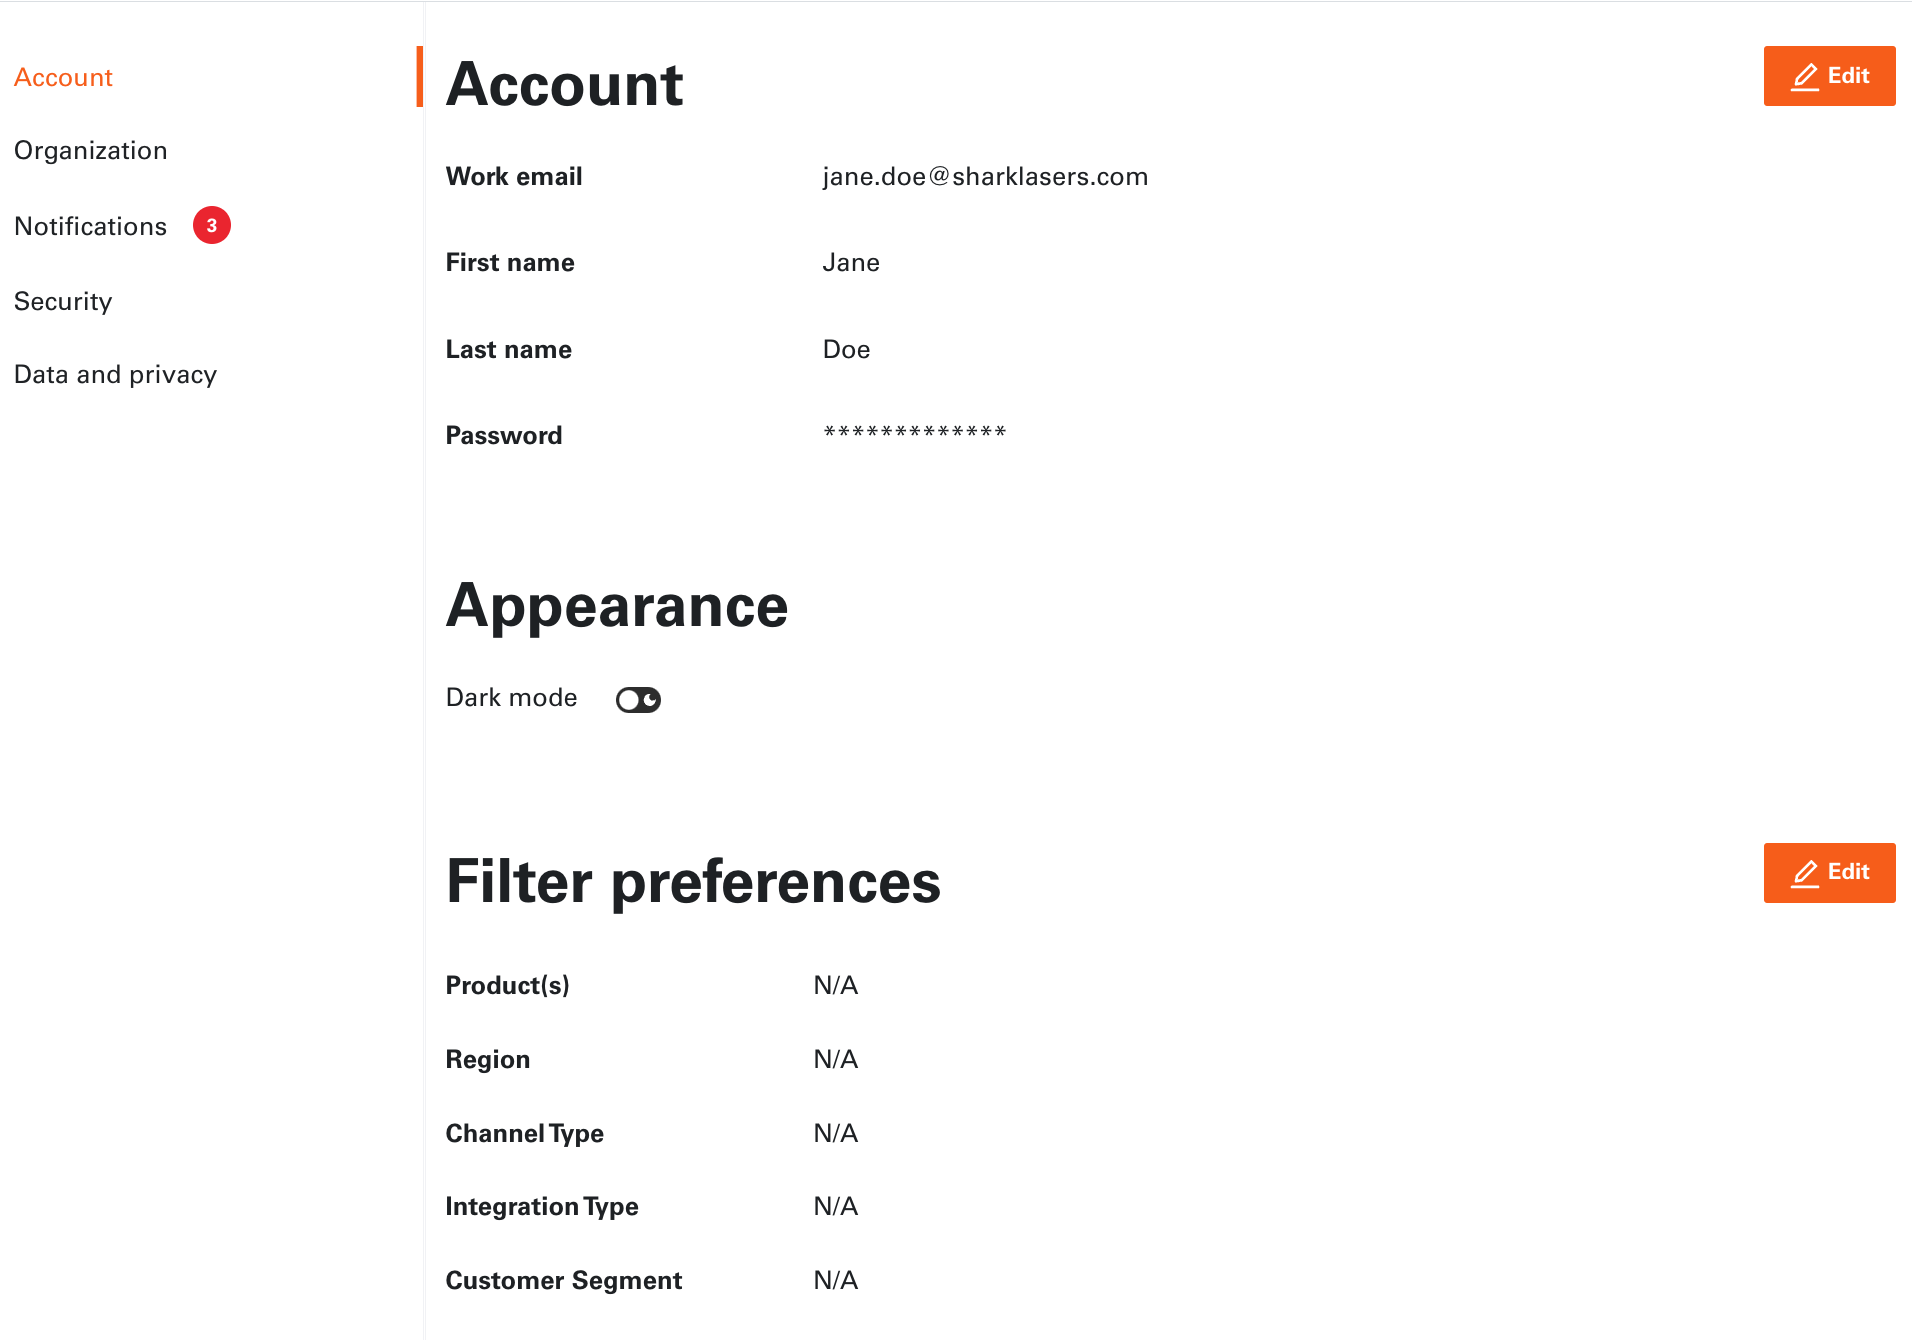 Account
Organization
Notifications 3
Security
Data and privacy
Account
Edit
Work email jane.doe@sharklasers.com
First name Jane
Last name Doe
Password *************
Appearance
Dark mode
Filter preferences
Edit
Product(s) N/A
Region N/A
Channel Type N/A
Integration Type N/A
Customer Segment N/A